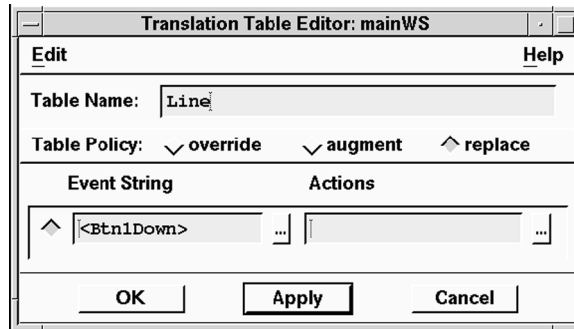 Translation Table Editor: mainWS
Edit Help
Table Name: Line
Table Policy: override augment replace
Event String Actions
<Btn1Down> ... ...
OK Apply Cancel